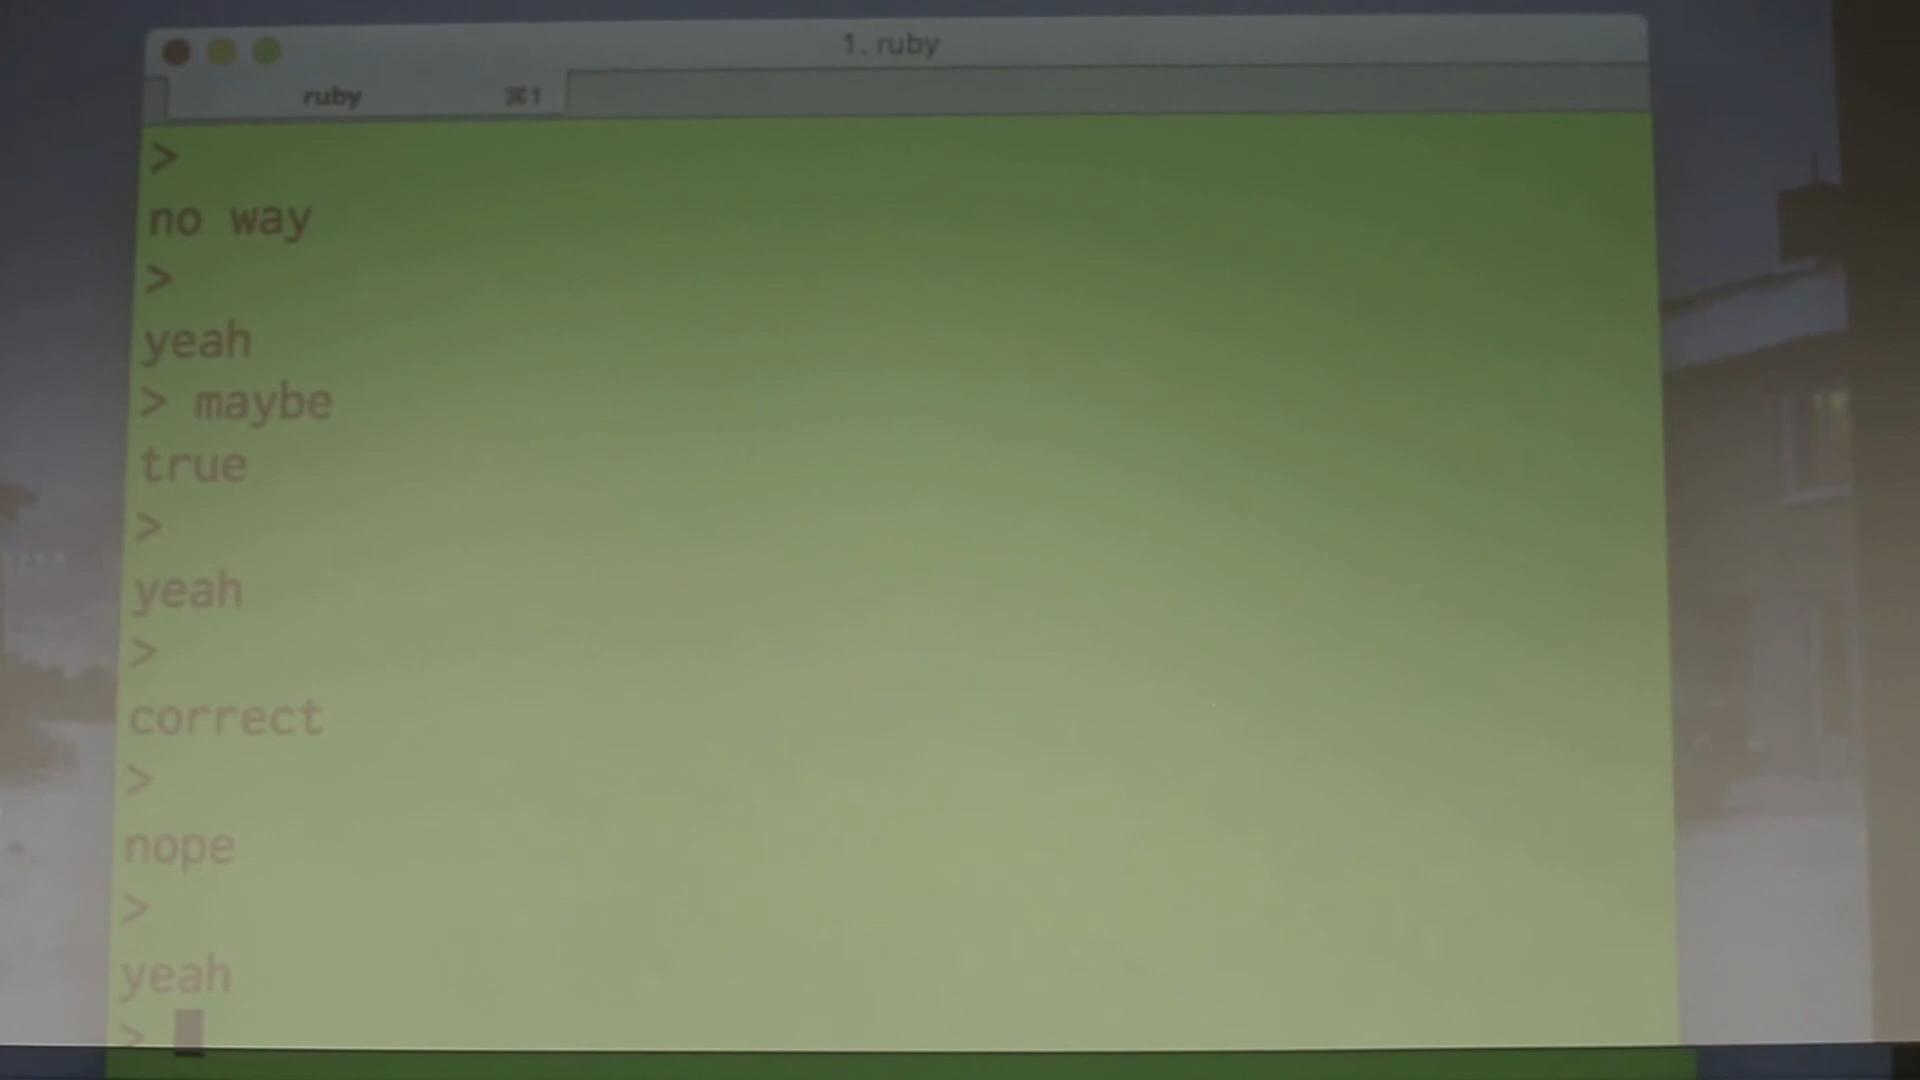 1. ruby
ruby ⌘1
>
no way
>
yeah
> maybe
true
>
yeah
>
correct
>
nope
>
yeah
>